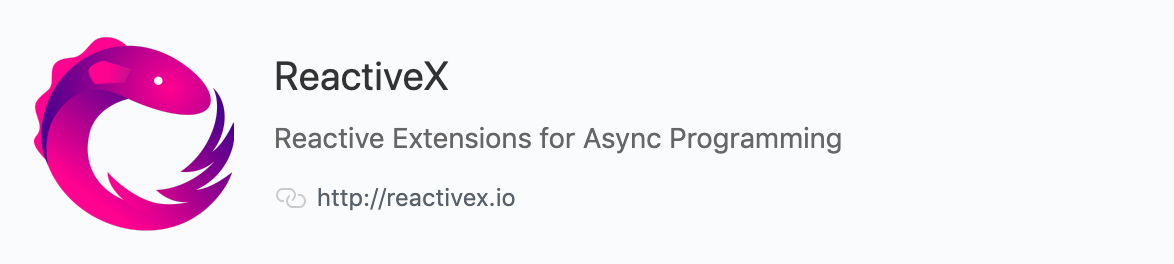 ReactiveX
Reactive Extensions for Async Programming
http://reactivex.io